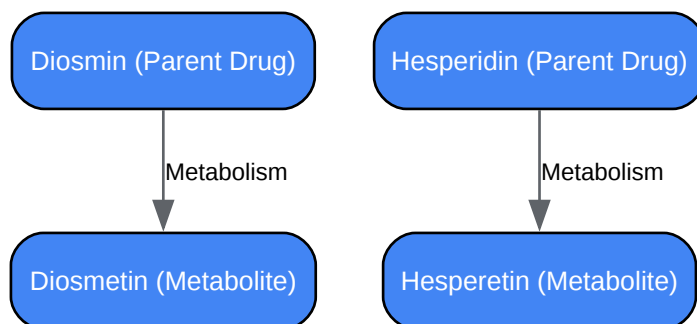 Diosmin (Parent Drug)
Hesperidin (Parent Drug)
Metabolism
Metabolism
Diosmetin (Metabolite)
Hesperetin (Metabolite)